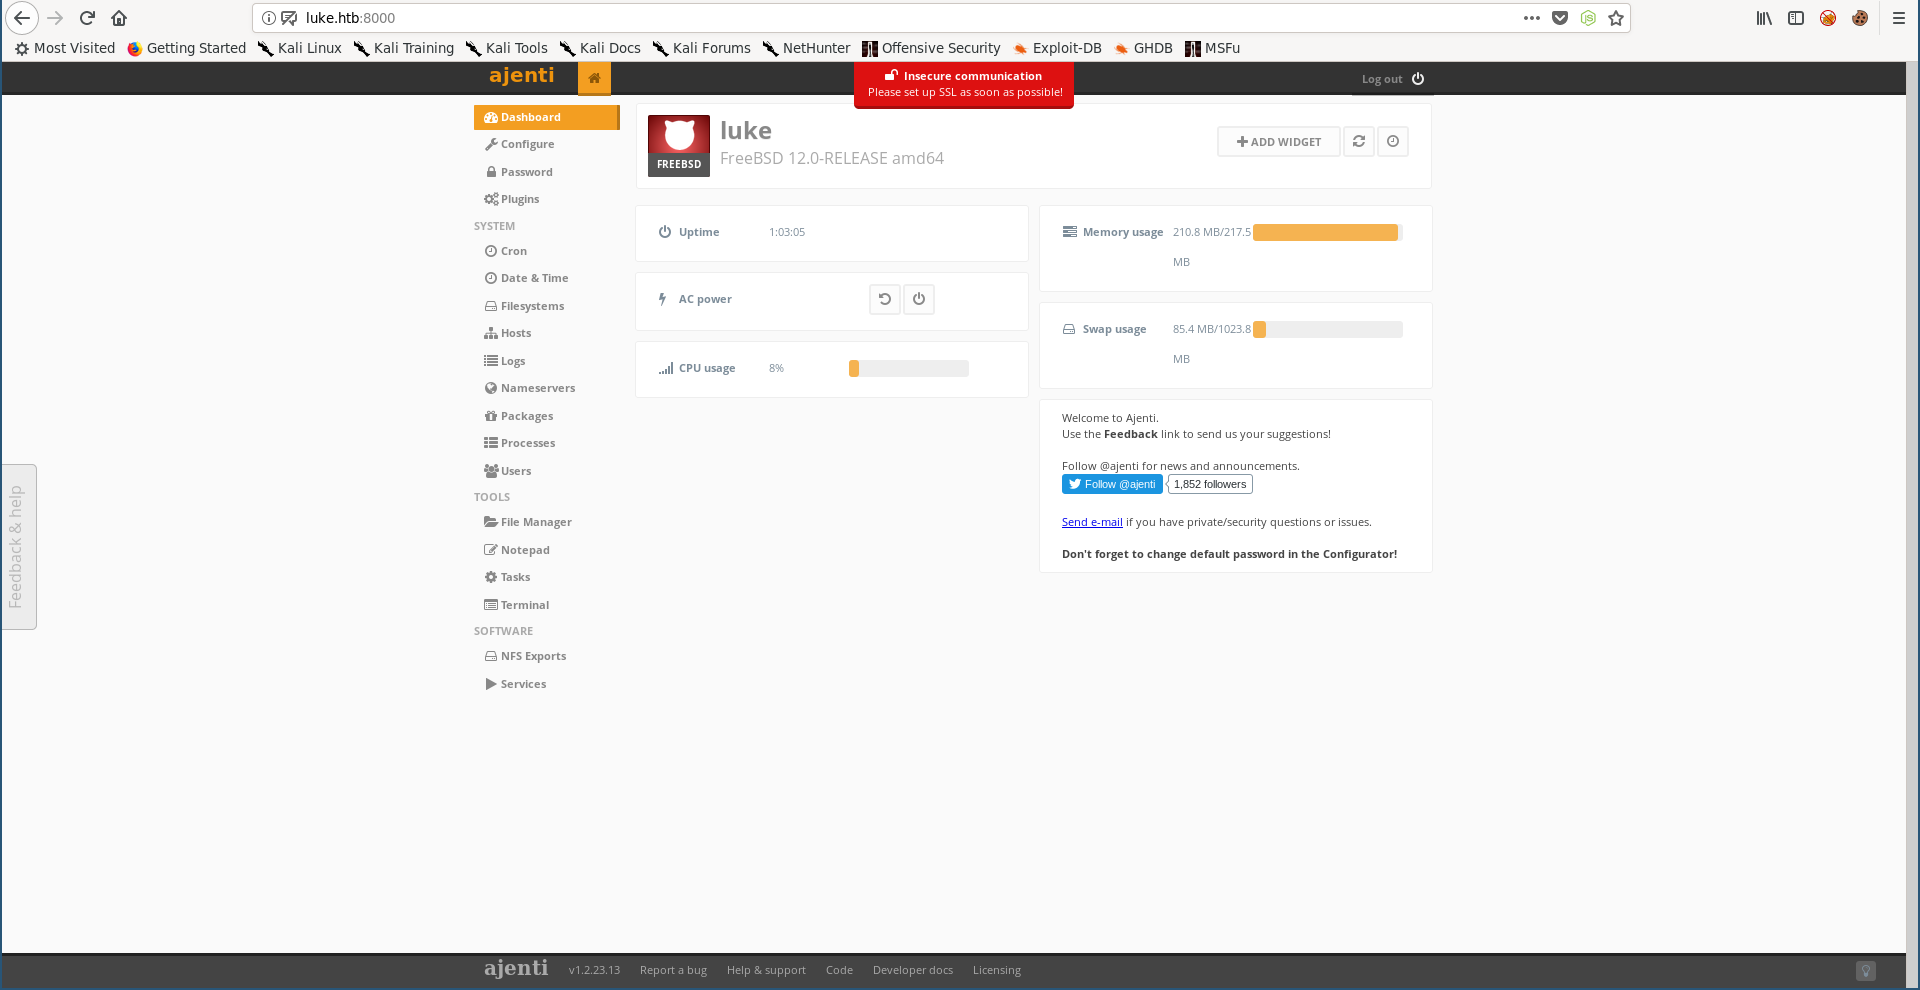 luke.htb:8000
Most Visited Getting Started Kali Linux Kali Training Kali Tools Kali Docs Kali Forums NetHunter Offensive Security Exploit-DB GHDB MSFu
ajenti
Insecure communication
Please set up SSL as soon as possible!
Log out
Dashboard
Configure
Password
Plugins
SYSTEM
Cron
Date & Time
Filesystems
Hosts
Logs
Nameservers
Packages
Processes
Users
TOOLS
File Manager
Notepad
Tasks
Terminal
SOFTWARE
NFS Exports
Services
FREEBSD
luke
FreeBSD 12.0-RELEASE amd64
ADD WIDGET
Uptime 1:03:05
AC power
CPU usage 8%
Memory usage 210.8 MB/217.5
MB
Swap usage 85.4 MB/1023.8
MB
Welcome to Ajenti.
Use the Feedback link to send us your suggestions!
Follow @ajenti for news and announcements.
Follow @ajenti 1,852 followers
Send e-mail if you have private/security questions or issues.
Don't forget to change default password in the Configurator!
Feedback & help
ajenti v1.2.23.13 Report a bug Help & support Code Developer docs Licensing